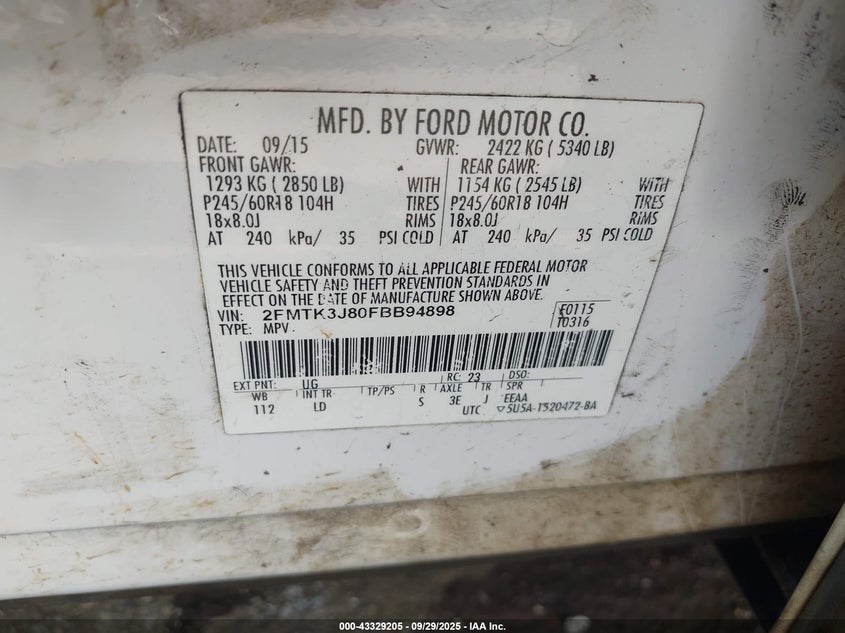 MFD. BY FORD MOTOR CO.
DATE: 09/15 GVWR: 2422 KG ( 5340 LB)
FRONT GAWR: REAR GAWR:
1293 KG ( 2850 LB) WITH 1154 KG ( 2545 LB) WITH
P245/60R18 104H TIRES P245/60R18 104H TIRES
18x8.0J RIMS 18x8.0J RIMS
AT 240 kPa/ 35 PSI COLD AT 240 kPa/ 35 PSI COLD
THIS VEHICLE CONFORMS TO ALL APPLICABLE FEDERAL MOTOR
VEHICLE SAFETY AND THEFT PREVENTION STANDARDS IN
EFFECT ON THE DATE OF MANUFACTURE SHOWN ABOVE.
VIN: 2FMTK3J80FBB94898 F0115
TYPE: MPV T0316
EXT PNT: UG RC: 23 DSO:
WB INT TR TP/PS R AXLE TR SPR
112 LD S 3E J EEAA
UTC ▽5U5A-1520472-BA
000-43329205 - 09/29/2025 - IAA Inc.